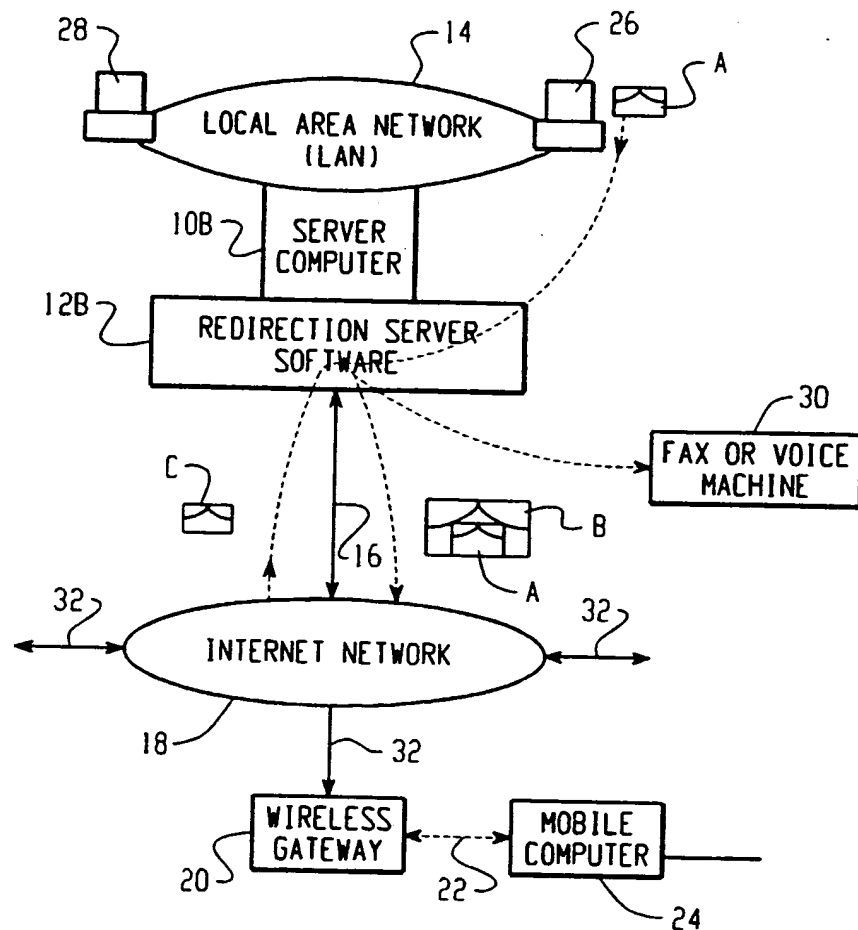 28
14
26
A
LOCAL AREA NETWORK
(LAN)
10B
SERVER
COMPUTER
12B
REDIRECTION SERVER
SOFTWARE
30
FAX OR VOICE
MACHINE
C
16
B
A
32
32
INTERNET NETWORK
18
32
WIRELESS
GATEWAY
MOBILE
COMPUTER
20
22
24